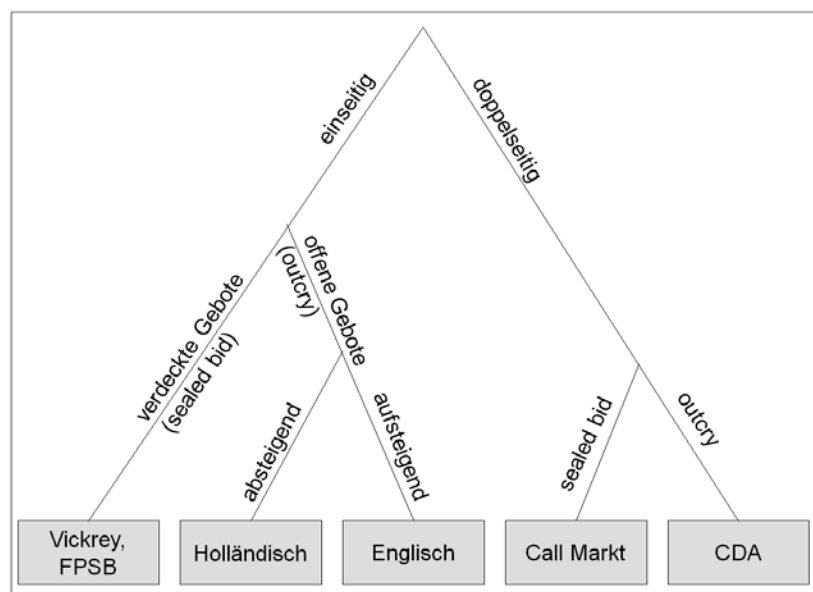 einseitig
doppelseitig
verdeckte Gebote
(sealed bid)
offene Gebote
(outcry)
absteigend
aufsteigend
sealed bid
outcry
Vickrey,
FPSB
Holländisch
Englisch
Call Markt
CDA